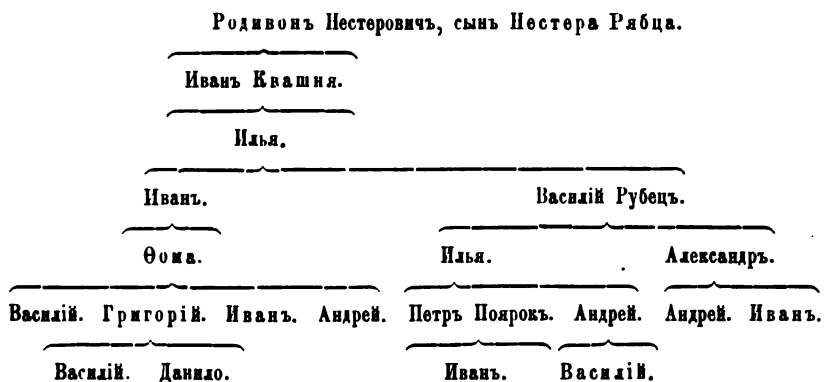 Родивонъ Нестеровичъ, сынъ Нестера Рябца.
Иванъ Квашня.
Илья.
Иванъ. Василій Рубецъ.
Ѳома. Илья. Александръ.
Василій. Григорій. Иванъ. Андрей. Петръ Поярок. Андрей. Андрей. Иванъ.
Василій. Данило. Иванъ. Василій.